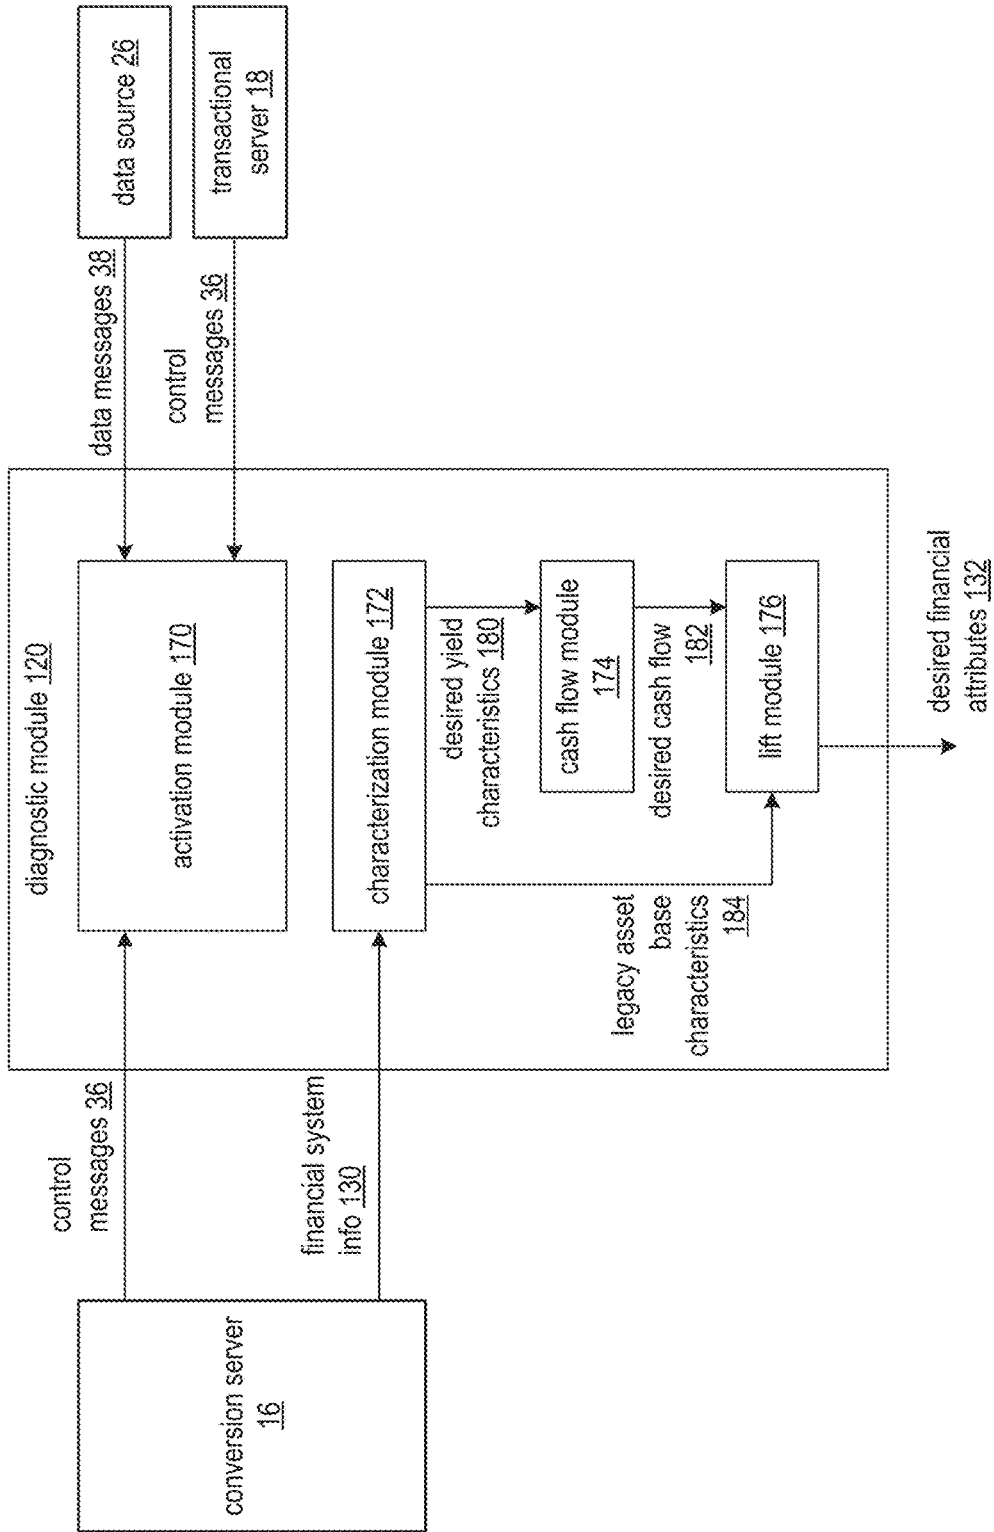 diagnostic module 120
control
messages 36
data messages 38
data source 26
activation module 170
control
messages 36
transactional
server 18
conversion server
16
financial system
info 130
characterization module 172
desired yield
characteristics 180
legacy asset
base
characteristics
184
cash flow module
174
desired cash flow
182
lift module 176
desired financial
attributes 132